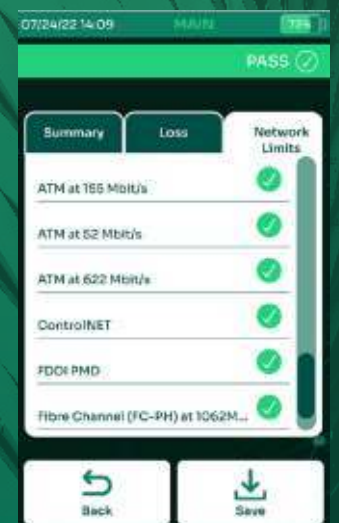 07/24/22 14:09 MAIN
PASS
Summary Loss Network
Limits
ATM at 155 Mbit/s
ATM at 52 Mbit/s
ATM at 622 Mbit/s
ControlNET
FDDI PMD
Fibre Channel (FC-PH) at 1062M...
Back Save